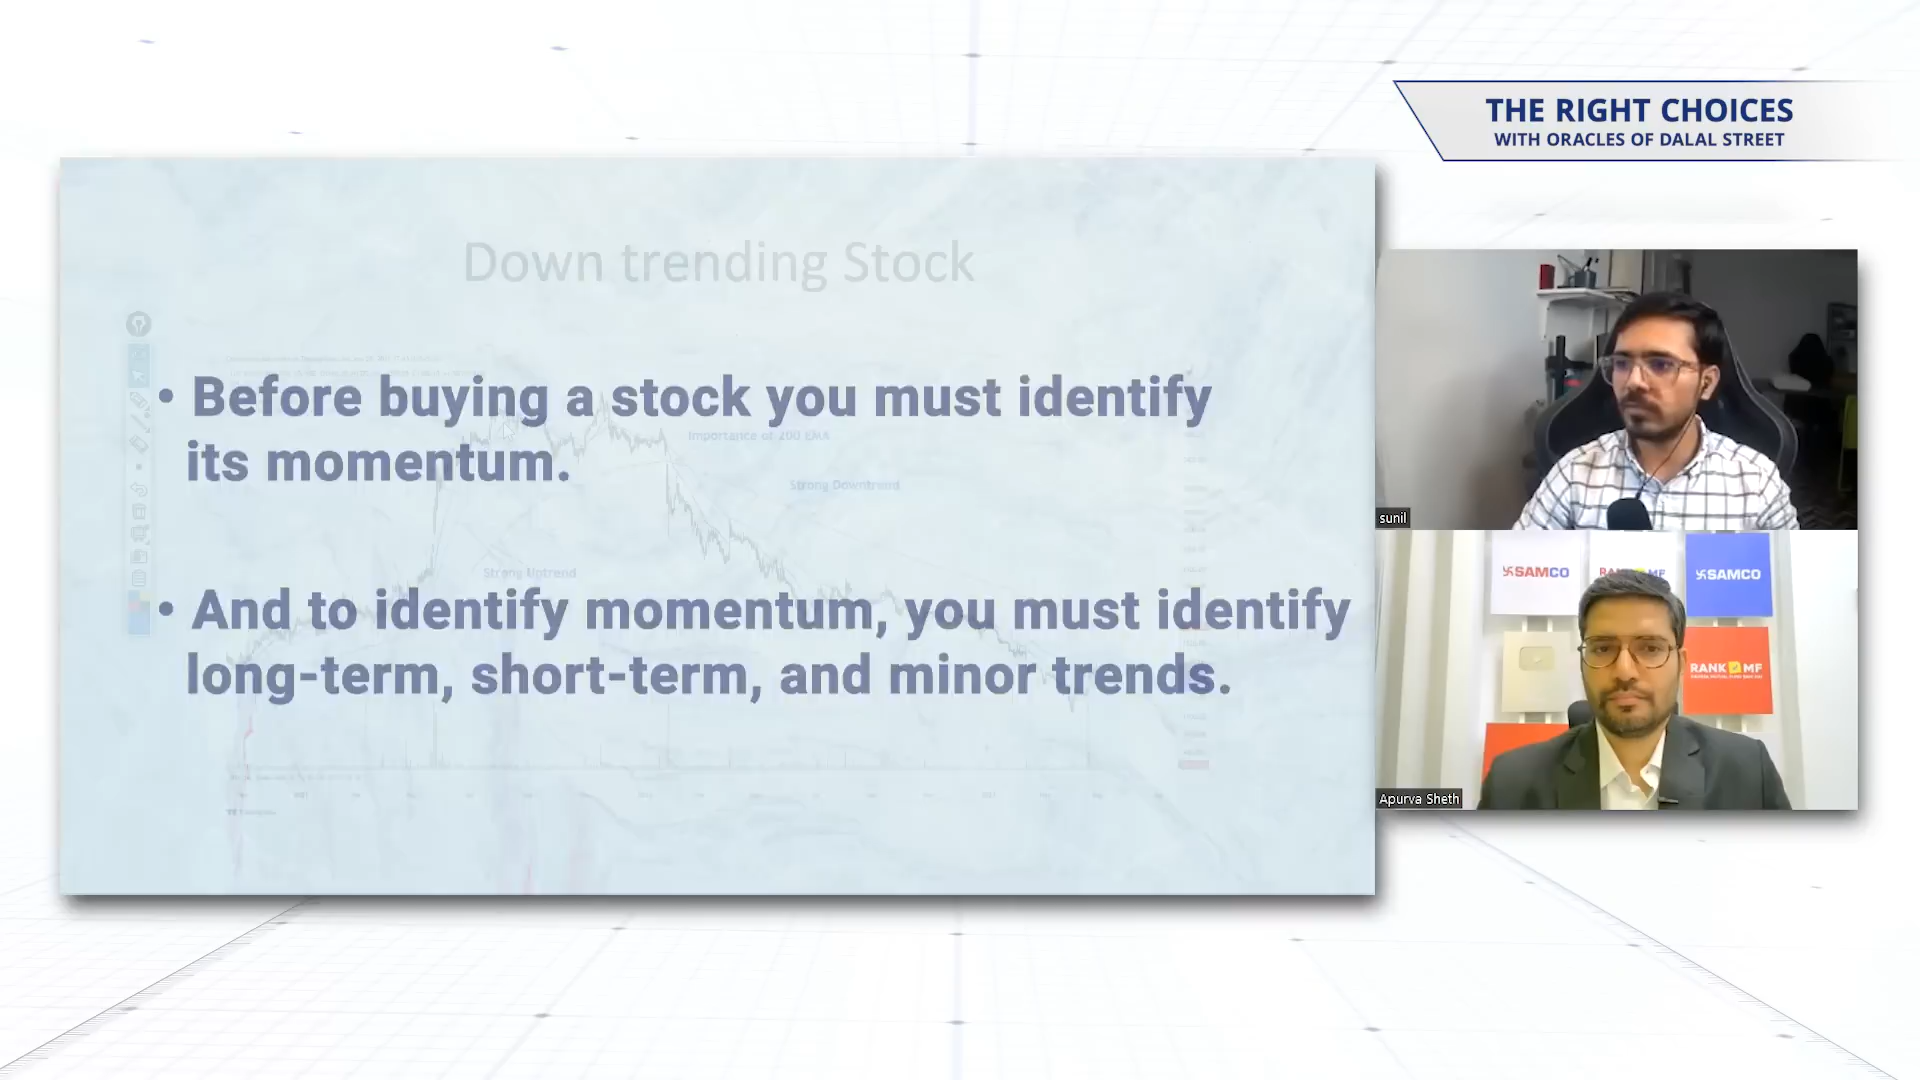 THE RIGHT CHOICES
WITH ORACLES OF DALAL STREET
Down trending Stock
• Before buying a stock you must identify
its momentum.
Importance of 200 EMA
Strong Downtrend
Strong Uptrend
• And to identify momentum, you must identify
long-term, short-term, and minor trends.
sunil
SAMCO
RANK MF
SAMCO
RANK MF
Apurva Sheth